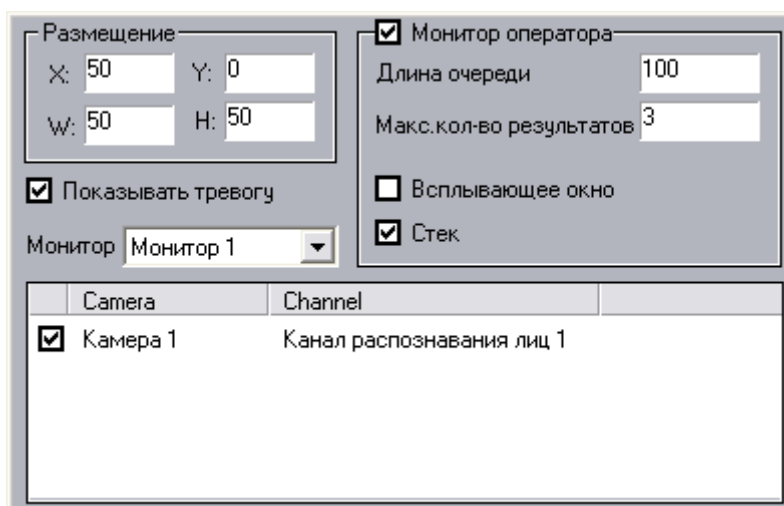 Размещение
X: 50 Y: 0
W: 50 H: 50
Показывать тревогу
Монитор Монитор 1
Монитор оператора
Длина очереди 100
Макс.кол-во результатов 3
Всплывающее окно
Стек
Camera Channel
Камера 1 Канал распознавания лиц 1